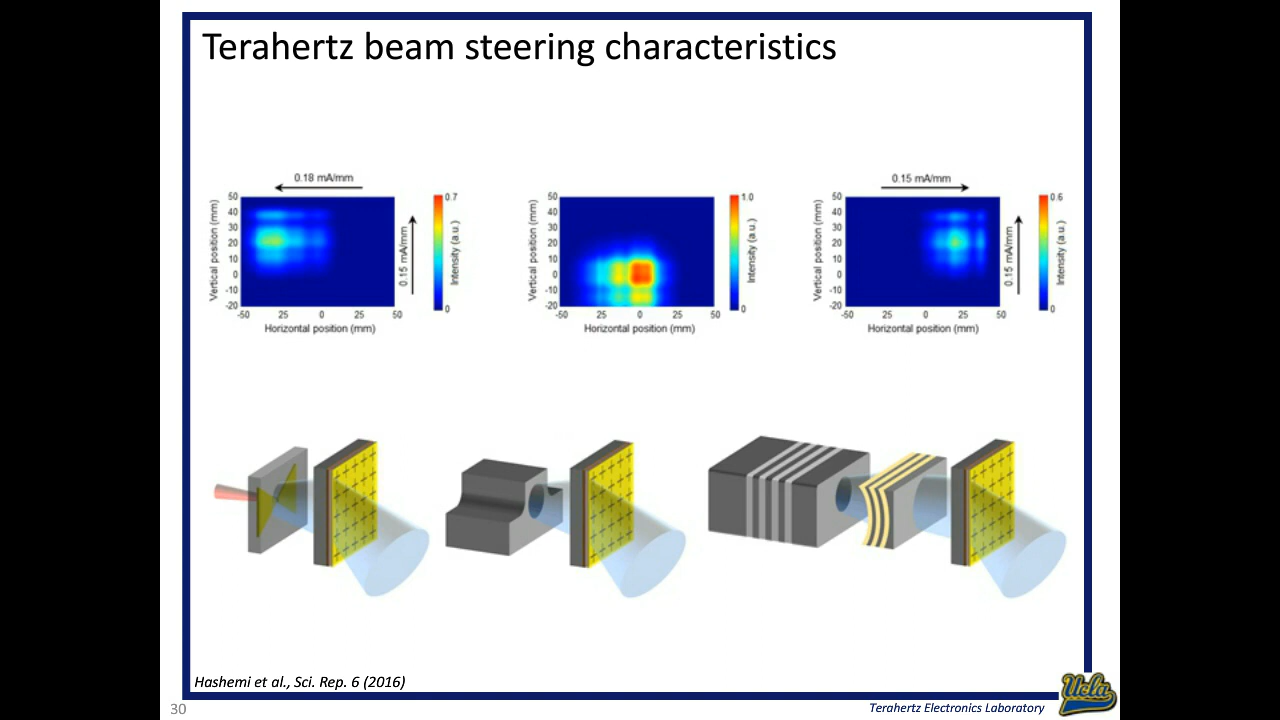 Terahertz beam steering characteristics
0.18 mA/mm
50
40
30
20
10
0
-10
-20
Vertical position (mm)
-50
25
0
25
50
Horizontal position (mm)
0.15 mA/mm
0.7
0
Intensity (a.u.)
50
40
30
20
10
0
-10
-20
Vertical position (mm)
-50
25
0
25
50
Horizontal position (mm)
1.0
0
Intensity (a.u.)
0.15 mA/mm
50
40
30
20
10
0
-10
-20
Vertical position (mm)
-50
25
0
25
50
Horizontal position (mm)
0.15 mA/mm
0.6
0
Intensity (a.u.)
Hashemi et al., Sci. Rep. 6 (2016)
30
Terahertz Electronics Laboratory
Ucla